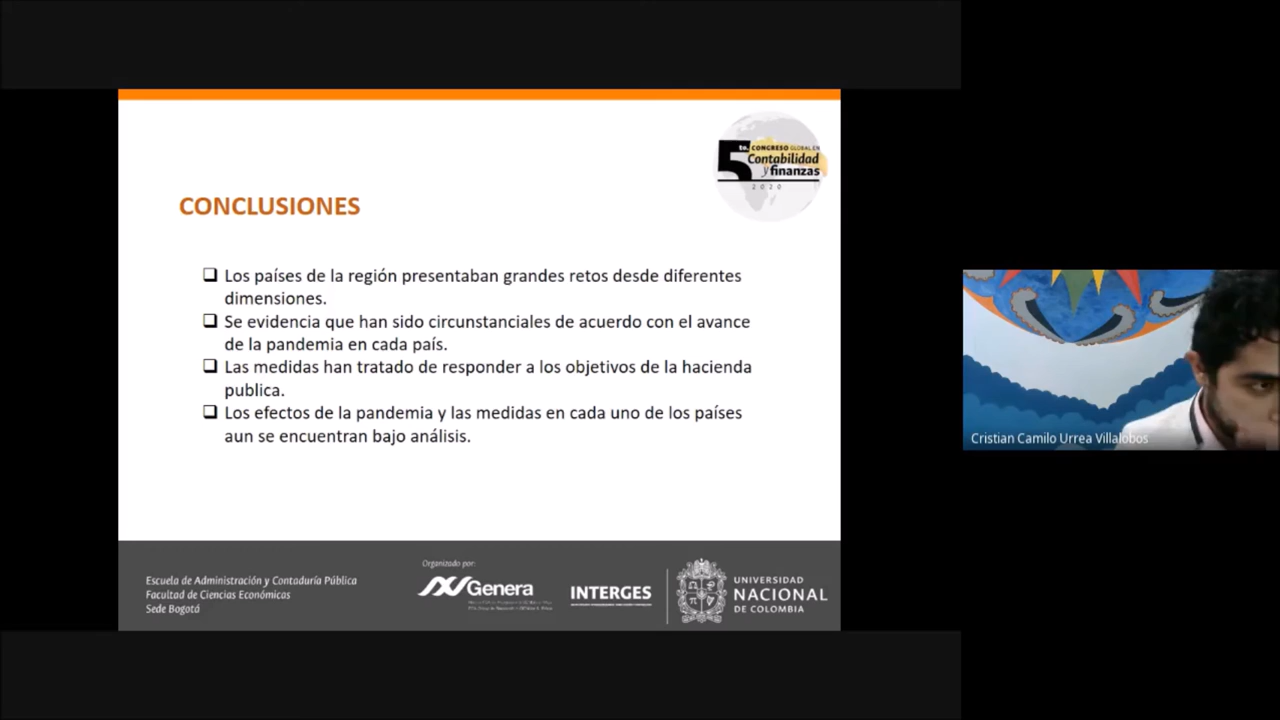 5to. CONGRESO GLOBAL EN
Contabilidad
y finanzas
2020
CONCLUSIONES
Los países de la región presentaban grandes retos desde diferentes
dimensiones.
Se evidencia que han sido circunstanciales de acuerdo con el avance
de la pandemia en cada país.
Las medidas han tratado de responder a los objetivos de la hacienda
publica.
Los efectos de la pandemia y las medidas en cada uno de los países
aun se encuentran bajo análisis.
Cristian Camilo Urrea Villalobos
Escuela de Administración y Contaduría Pública
Facultad de Ciencias Económicas
Sede Bogotá
Organizado por:
Genera
INTERGES
UNIVERSIDAD
NACIONAL
DE COLOMBIA